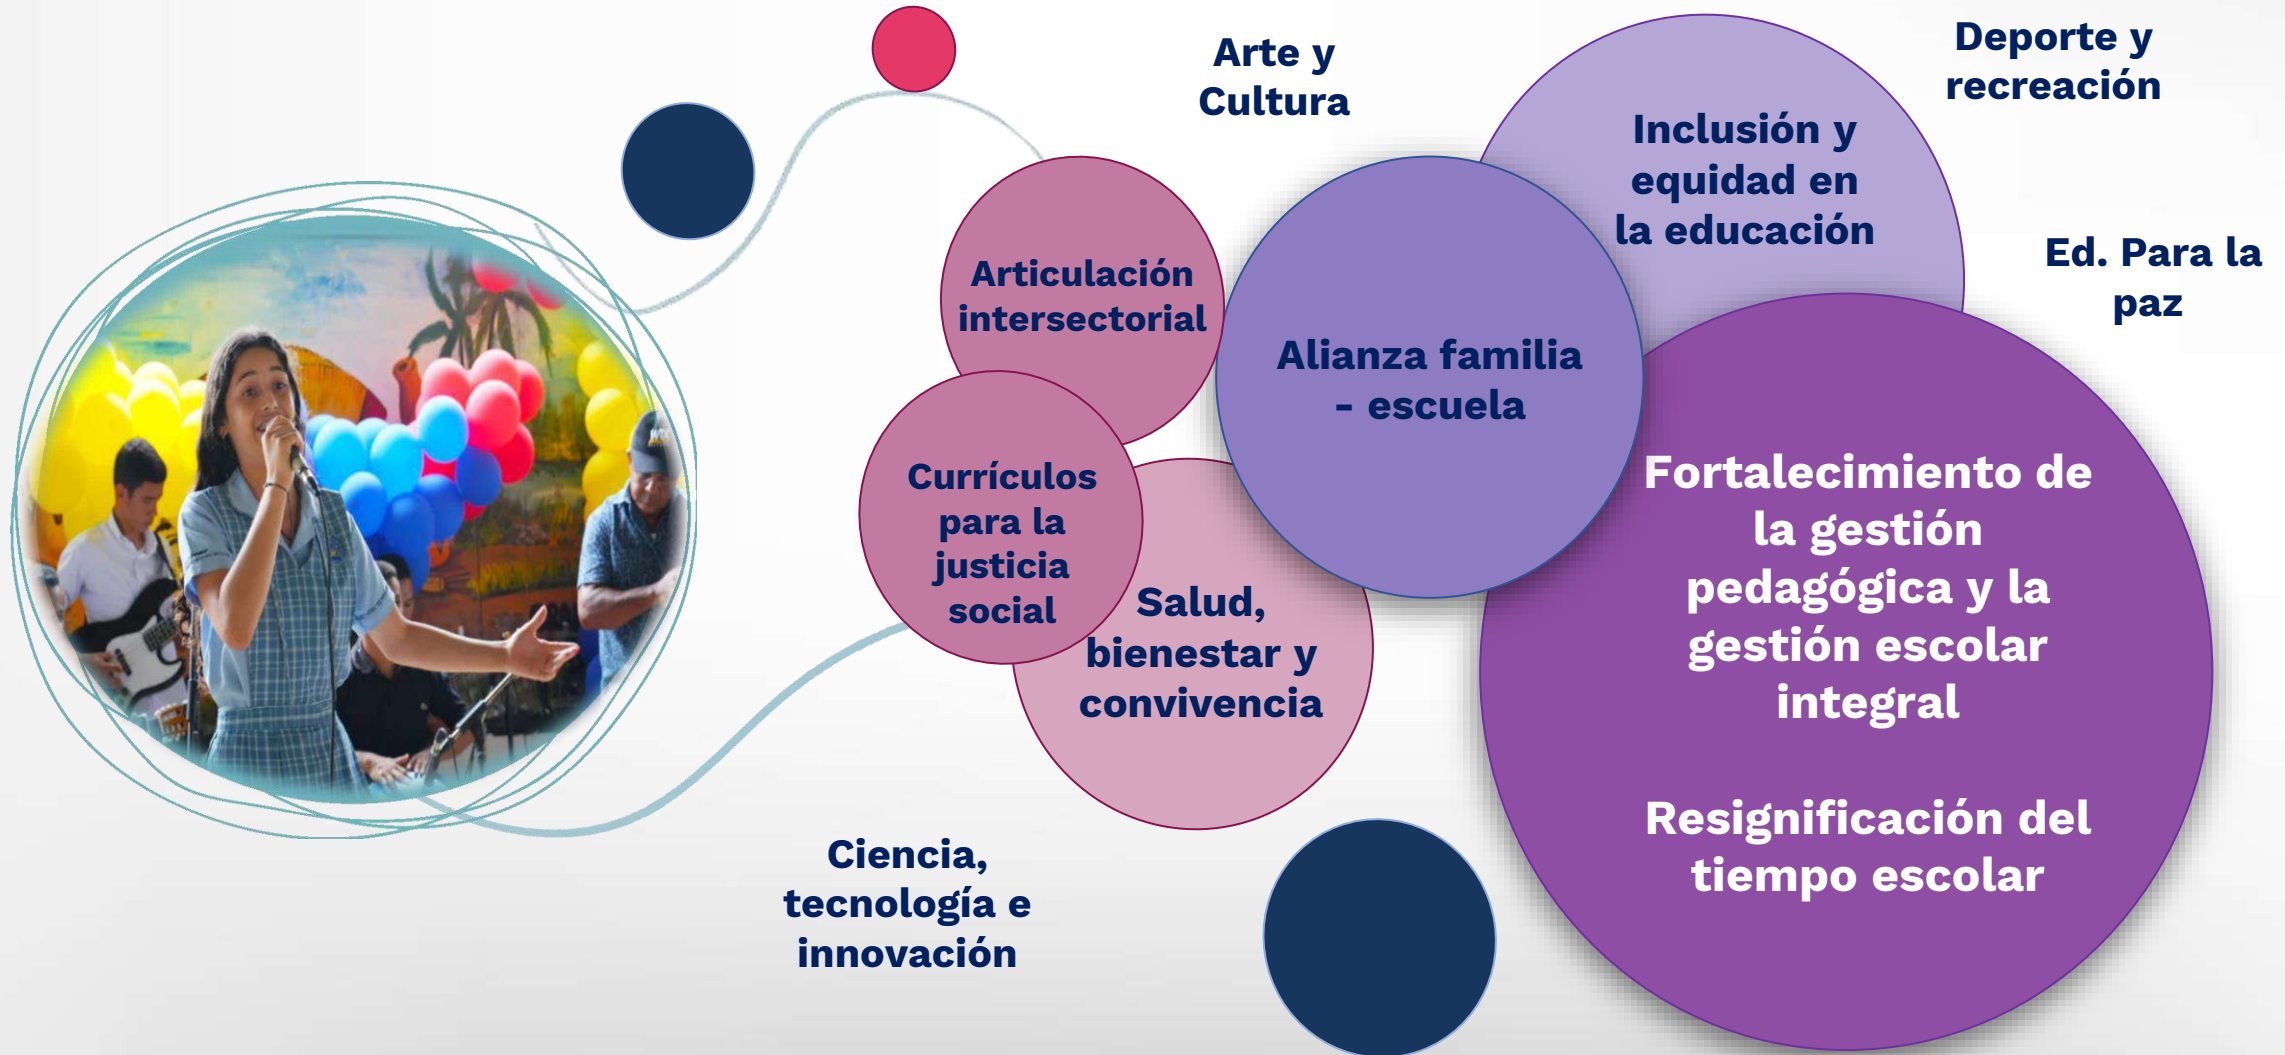 Arte y
Cultura
Deporte y
recreación
Inclusión y
equidad en
la educación
Ed. Para la
paz
Articulación
intersectorial
Alianza familia
- escuela
Currículos
para la
justicia
social
Salud,
bienestar y
convivencia
Fortalecimiento de
la gestión
pedagógica y la
gestión escolar
integral
Resignificación del
tiempo escolar
Ciencia,
tecnología e
innovación